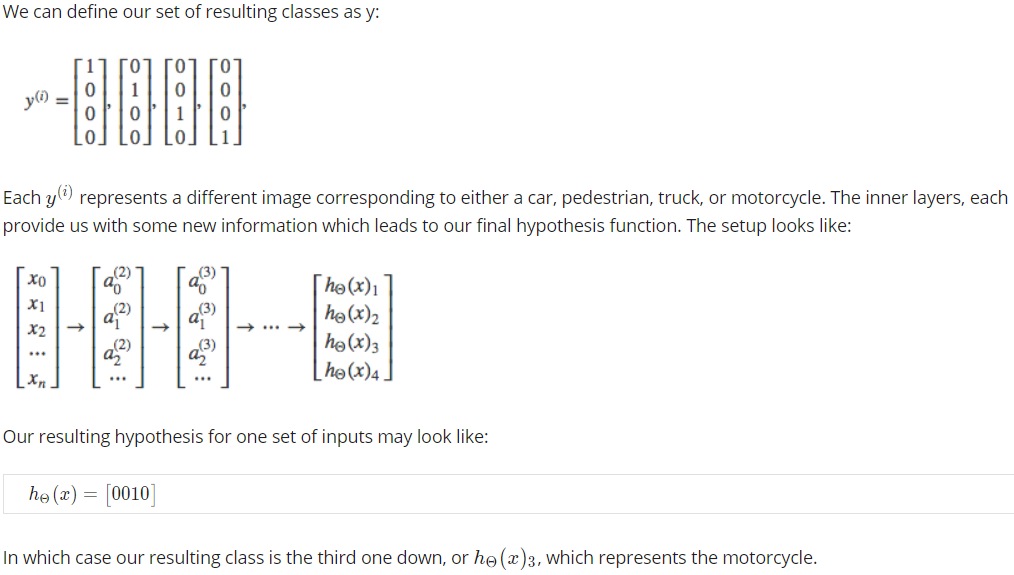 We can define our set of resulting classes as y:
y⁽ⁱ⁾ = [1 0 0 0], [0 1 0 0], [0 0 1 0], [0 0 0 1],
Each y⁽ⁱ⁾ represents a different image corresponding to either a car, pedestrian, truck, or motorcycle. The inner layers, each
provide us with some new information which leads to our final hypothesis function. The setup looks like:
[x₀ x₁ x₂ ... xₙ] → [a₀⁽²⁾ a₁⁽²⁾ a₂⁽²⁾ ...] → [a₀⁽³⁾ a₁⁽³⁾ a₂⁽³⁾ ...] → ··· → [hΘ(x)₁ hΘ(x)₂ hΘ(x)₃ hΘ(x)₄]
Our resulting hypothesis for one set of inputs may look like:
hΘ(x) = [0010]
In which case our resulting class is the third one down, or hΘ(x)₃, which represents the motorcycle.